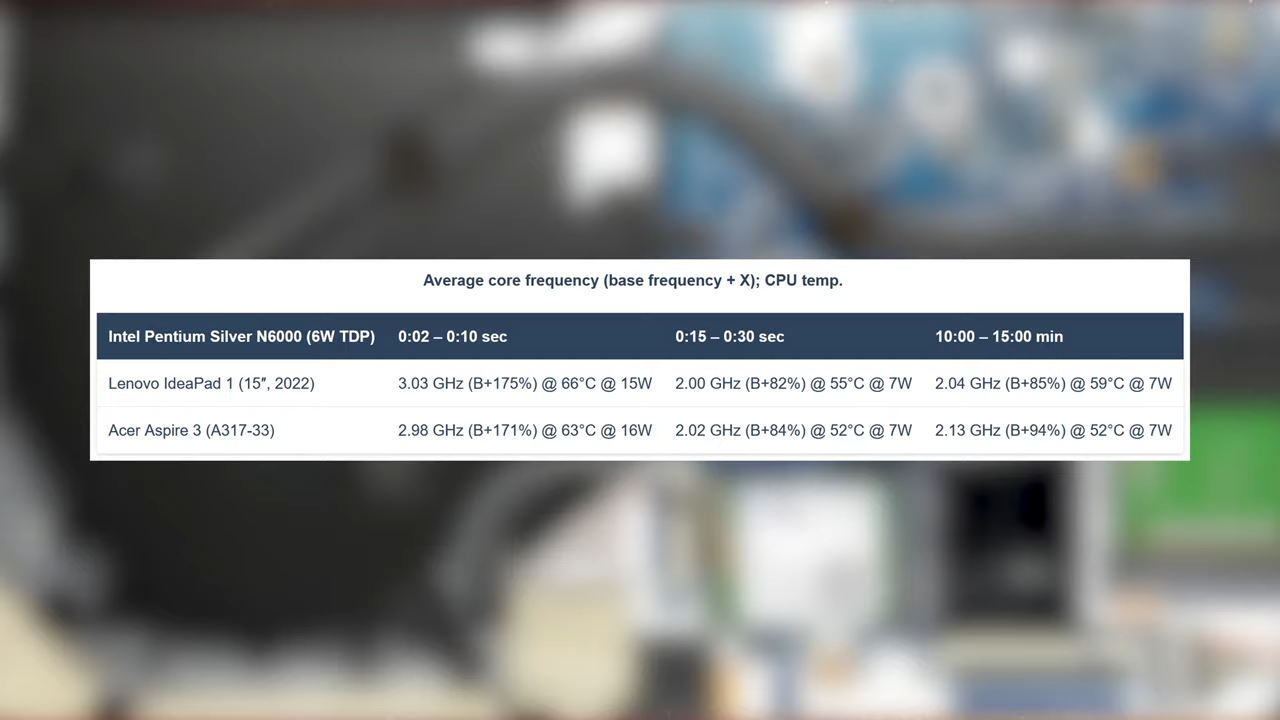 Average core frequency (base frequency + X); CPU temp.
Intel Pentium Silver N6000 (6W TDP) 0:02 – 0:10 sec 0:15 – 0:30 sec 10:00 – 15:00 min
Lenovo IdeaPad 1 (15″, 2022) 3.03 GHz (B+175%) @ 66°C @ 15W 2.00 GHz (B+82%) @ 55°C @ 7W 2.04 GHz (B+85%) @ 59°C @ 7W
Acer Aspire 3 (A317-33) 2.98 GHz (B+171%) @ 63°C @ 16W 2.02 GHz (B+84%) @ 52°C @ 7W 2.13 GHz (B+94%) @ 52°C @ 7W